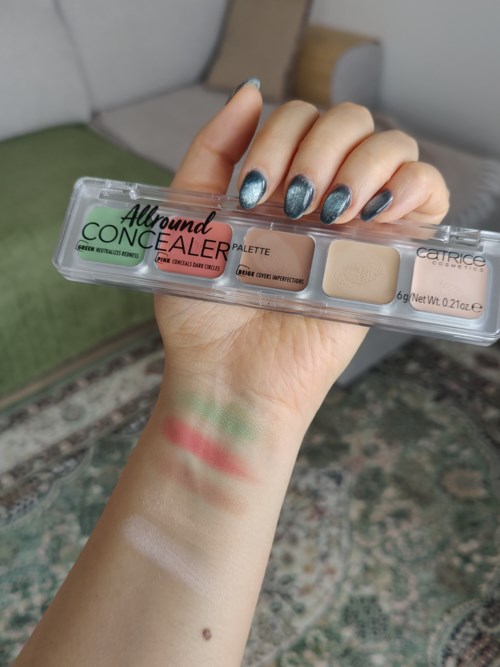 Allround
CONCEALER
PALETTE
GREEN NEUTRALIZES REDNESS
PINK CONCEALS DARK CIRCLES
BEIGE COVERS IMPERFECTIONS
CATRICE
COSMETICS
6g/Net Wt. 0.21oz.e